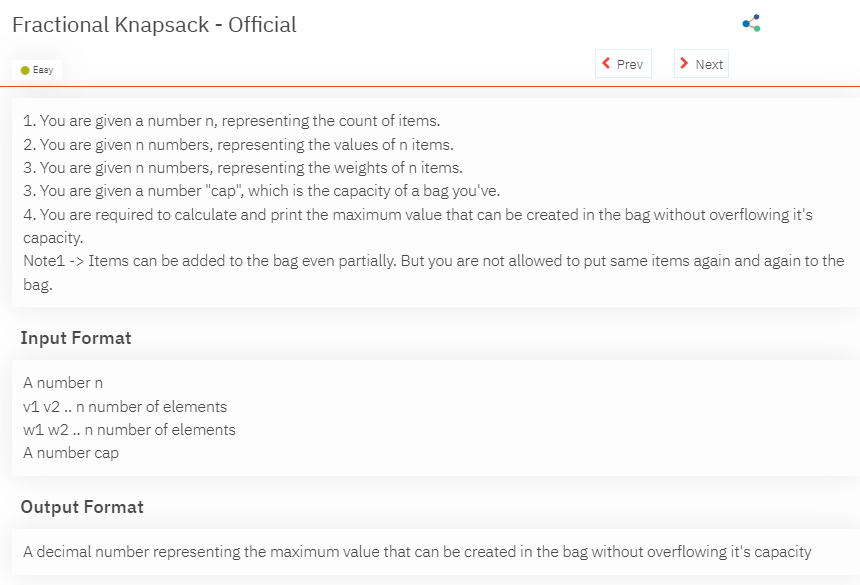 Fractional Knapsack - Official
Easy
Prev
Next
1. You are given a number n, representing the count of items.
2. You are given n numbers, representing the values of n items.
3. You are given n numbers, representing the weights of n items.
3. You are given a number "cap", which is the capacity of a bag you've.
4. You are required to calculate and print the maximum value that can be created in the bag without overflowing it's
capacity.
Note1 -> Items can be added to the bag even partially. But you are not allowed to put same items again and again to the
bag.
Input Format
A number n
v1 v2 .. n number of elements
w1 w2 .. n number of elements
A number cap
Output Format
A decimal number representing the maximum value that can be created in the bag without overflowing it's capacity